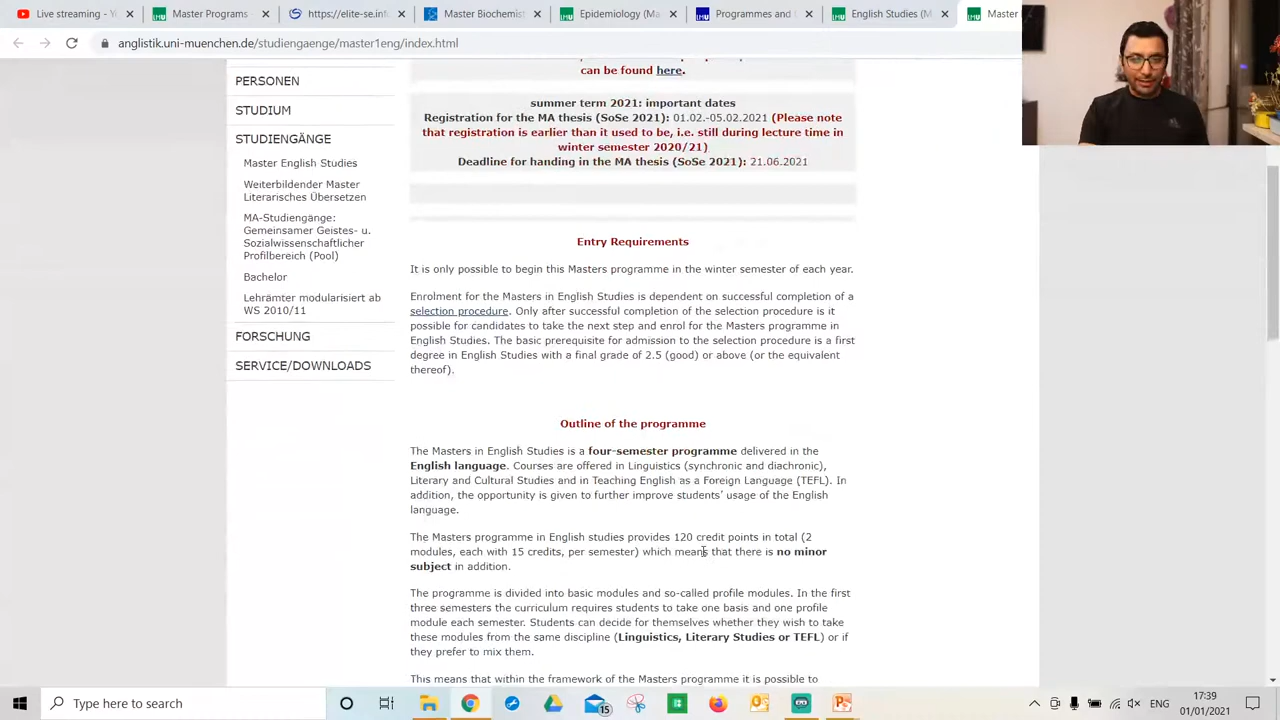 Live streaming -
Master Programs
https://elite-se.info
Master Biochemist
Epidemiology (Ma
Programmes and
English Studies (M
Master
anglistik.uni-muenchen.de/studiengaenge/master1eng/index.html
PERSONEN
STUDIUM
STUDIENGÄNGE
Master English Studies
Weiterbildender Master
Literarisches Übersetzen
MA-Studiengänge:
Gemeinsamer Geistes- u.
Sozialwissenschaftlicher
Profilbereich (Pool)
Bachelor
Lehrämter modularisiert ab
WS 2010/11
FORSCHUNG
SERVICE/DOWNLOADS
can be found here.
summer term 2021: important dates
Registration for the MA thesis (SoSe 2021): 01.02.-05.02.2021 (Please note
that registration is earlier than it used to be, i.e. still during lecture time in
winter semester 2020/21)
Deadline for handing in the MA thesis (SoSe 2021): 21.06.2021
Entry Requirements
It is only possible to begin this Masters programme in the winter semester of each year.
Enrolment for the Masters in English Studies is dependent on successful completion of a
selection procedure. Only after successful completion of the selection procedure is it
possible for candidates to take the next step and enrol for the Masters programme in
English Studies. The basic prerequisite for admission to the selection procedure is a first
degree in English Studies with a final grade of 2.5 (good) or above (or the equivalent
thereof).
Outline of the programme
The Masters in English Studies is a four-semester programme delivered in the
English language. Courses are offered in Linguistics (synchronic and diachronic),
Literary and Cultural Studies and in Teaching English as a Foreign Language (TEFL). In
addition, the opportunity is given to further improve students' usage of the English
language.
The Masters programme in English studies provides 120 credit points in total (2
modules, each with 15 credits, per semester) which means that there is no minor
subject in addition.
The programme is divided into basic modules and so-called profile modules. In the first
three semesters the curriculum requires students to take one basis and one profile
module each semester. Students can decide for themselves whether they wish to take
these modules from the same discipline (Linguistics, Literary Studies or TEFL) or if
they prefer to mix them.
This means that within the framework of the Masters programme it is possible to
Type here to search
15
ENG
17:39
01/01/2021